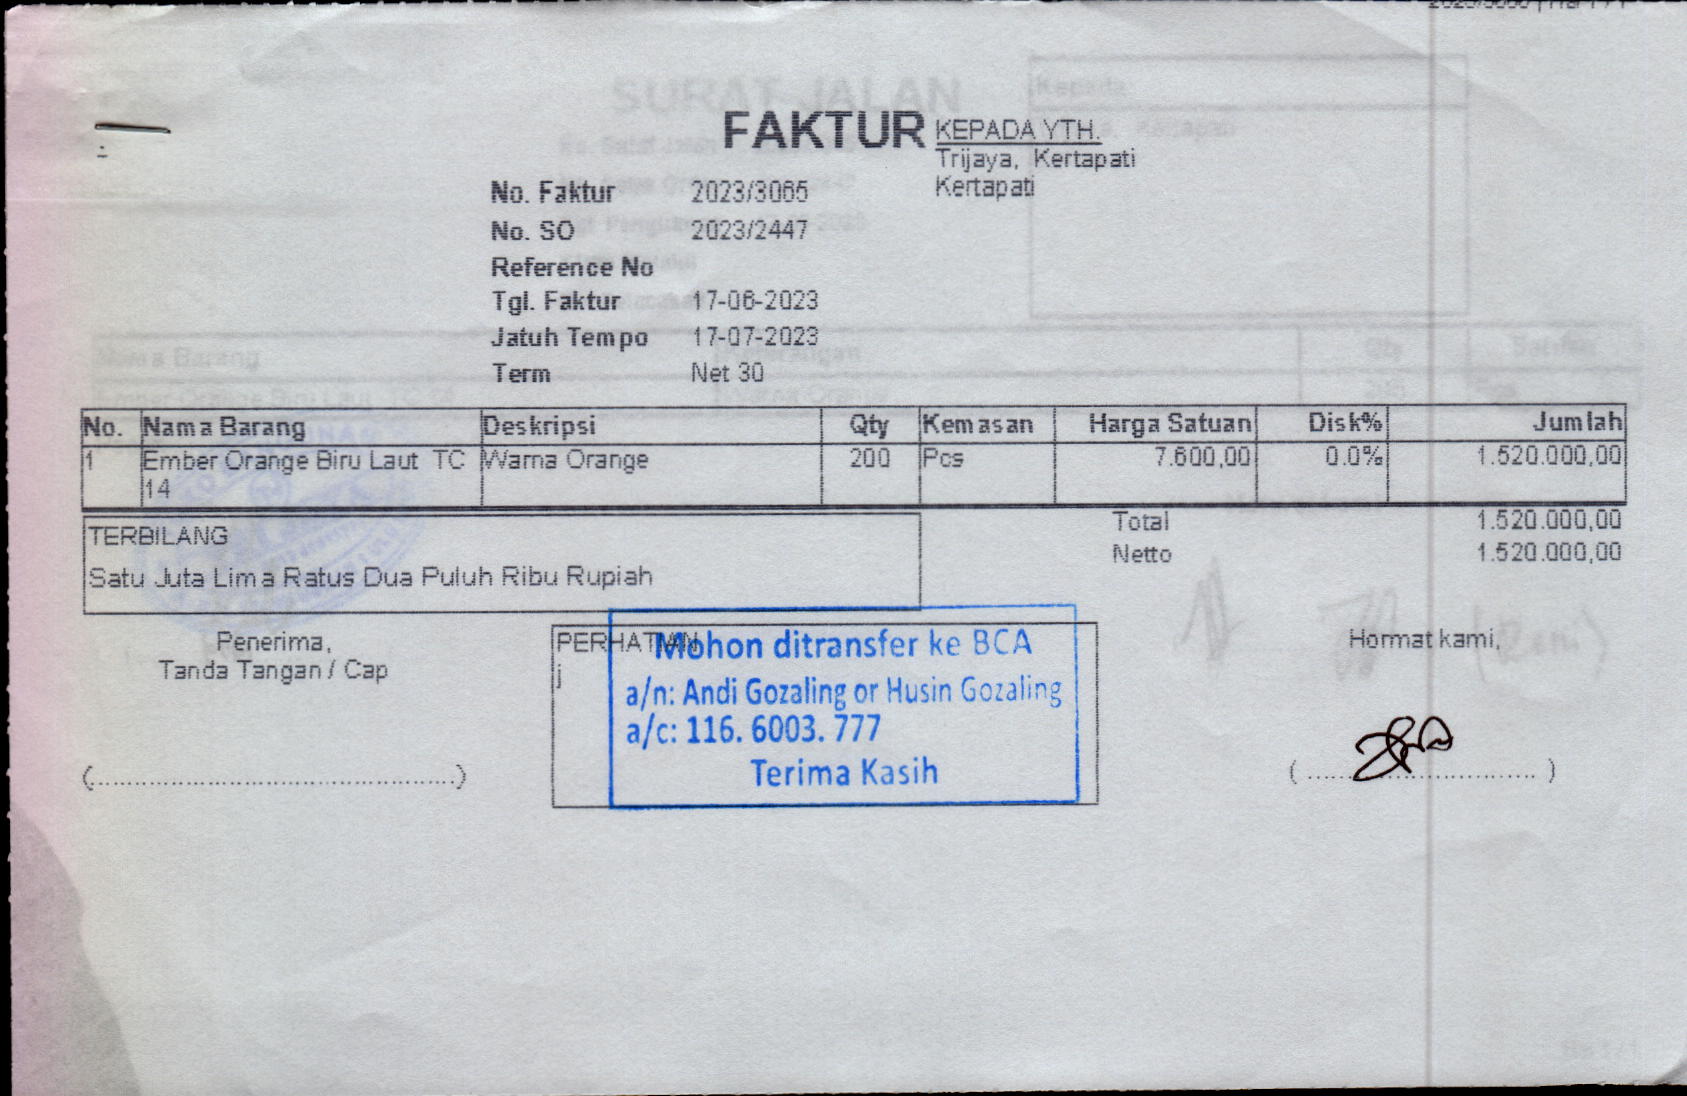 FAKTUR
KEPADA YTH.
Trijaya, Kertapati
Kertapati
No. Faktur 2023/3065
No. SO 2023/2447
Reference No
Tgl. Faktur 17-06-2023
Jatuh Tempo 17-07-2023
Term Net 30
No. Nama Barang Deskripsi Qty Kemasan Harga Satuan Disk% Jumlah
1 Ember Orange Biru Laut TC Warna Orange 200 Pcs 7.600,00 0.0% 1.520.000,00
14
Total 1.520.000,00
Netto 1.520.000,00
TERBILANG
Satu Juta Lima Ratus Dua Puluh Ribu Rupiah
Penerima,
Tanda Tangan / Cap
(........................................)
PERHATIAN
j
Mohon ditransfer ke BCA
a/n: Andi Gozaling or Husin Gozaling
a/c: 116. 6003. 777
Terima Kasih
Hormat kami,
(..............................)
SURAT JALAN
Kepada
Nama Barang